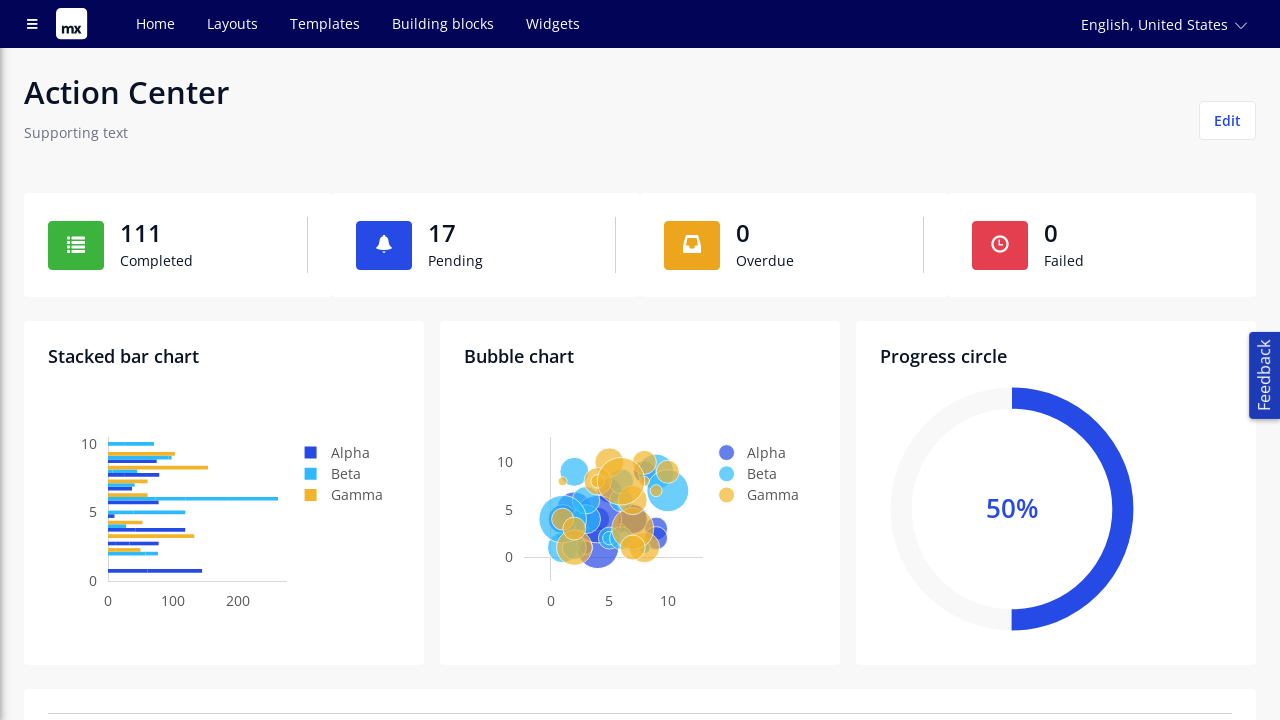 mx
Home
Layouts
Templates
Building blocks
Widgets
English, United States
Action Center
Supporting text
Edit
111
Completed
17
Pending
0
Overdue
0
Failed
Stacked bar chart
10
5
0
0
100
200
Alpha
Beta
Gamma
Bubble chart
10
5
0
0
5
10
Alpha
Beta
Gamma
Progress circle
50%
Feedback